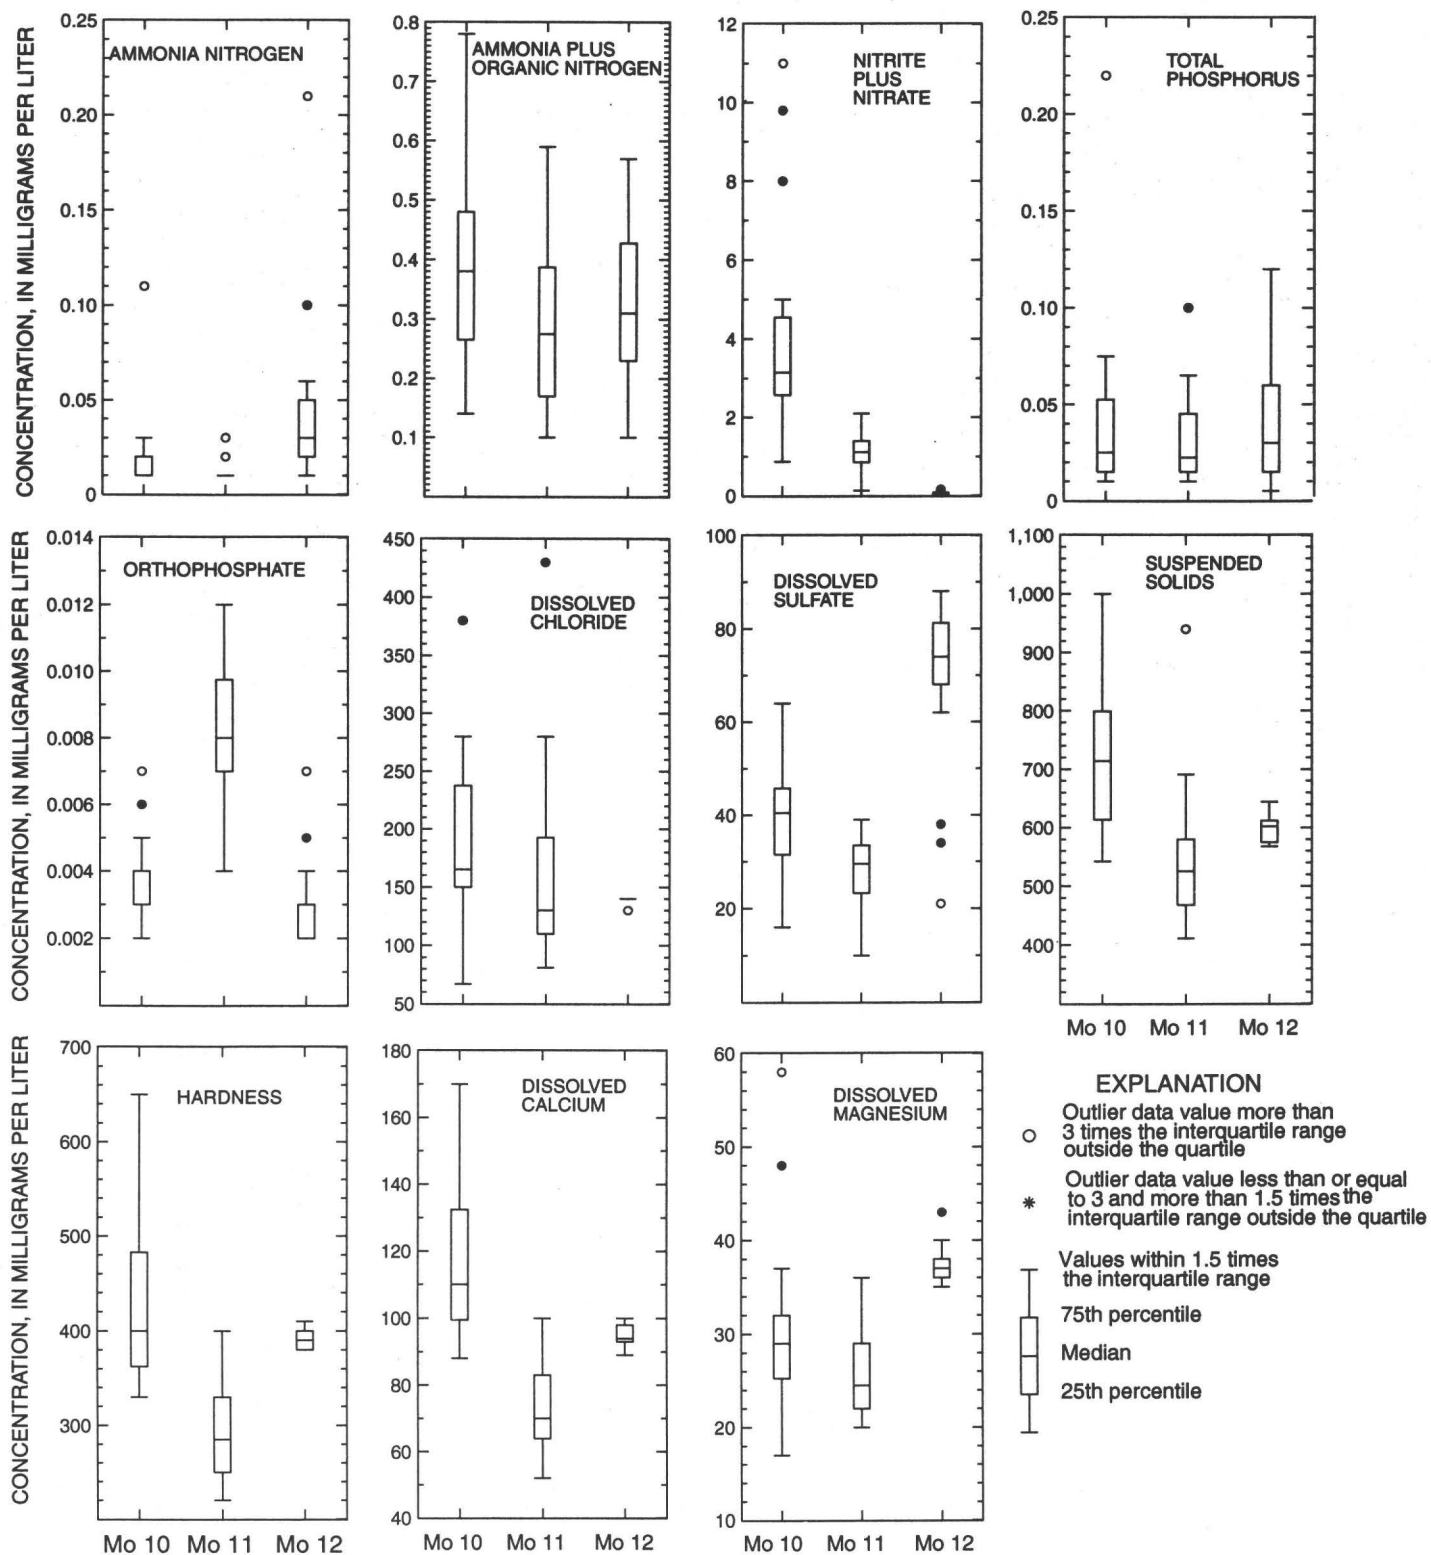 CONCENTRATION, IN MILLIGRAMS PER LITER
0.25
0.20
0.15
0.10
0.05
0
AMMONIA NITROGEN
0.8
0.7
0.6
0.5
0.4
0.3
0.2
0.1
AMMONIA PLUS
ORGANIC NITROGEN
12
10
8
6
4
2
0
NITRITE
PLUS
NITRATE
0.25
0.20
0.15
0.10
0.05
0
TOTAL
PHOSPHORUS
CONCENTRATION, IN MILLIGRAMS PER LITER
0.014
0.012
0.010
0.008
0.006
0.004
0.002
ORTHOPHOSPHATE
450
400
350
300
250
200
150
100
50
DISSOLVED
CHLORIDE
100
80
60
40
20
DISSOLVED
SULFATE
1,100
1,000
900
800
700
600
500
400
SUSPENDED
SOLIDS
Mo 10 Mo 11 Mo 12
CONCENTRATION, IN MILLIGRAMS PER LITER
700
600
500
400
300
HARDNESS
Mo 10 Mo 11 Mo 12
180
160
140
120
100
80
60
40
DISSOLVED
CALCIUM
Mo 10 Mo 11 Mo 12
60
50
40
30
20
10
DISSOLVED
MAGNESIUM
Mo 10 Mo 11 Mo 12
EXPLANATION
Outlier data value more than
3 times the interquartile range
outside the quartile
Outlier data value less than or equal
to 3 and more than 1.5 times the
interquartile range outside the quartile
Values within 1.5 times
the interquartile range
75th percentile
Median
25th percentile